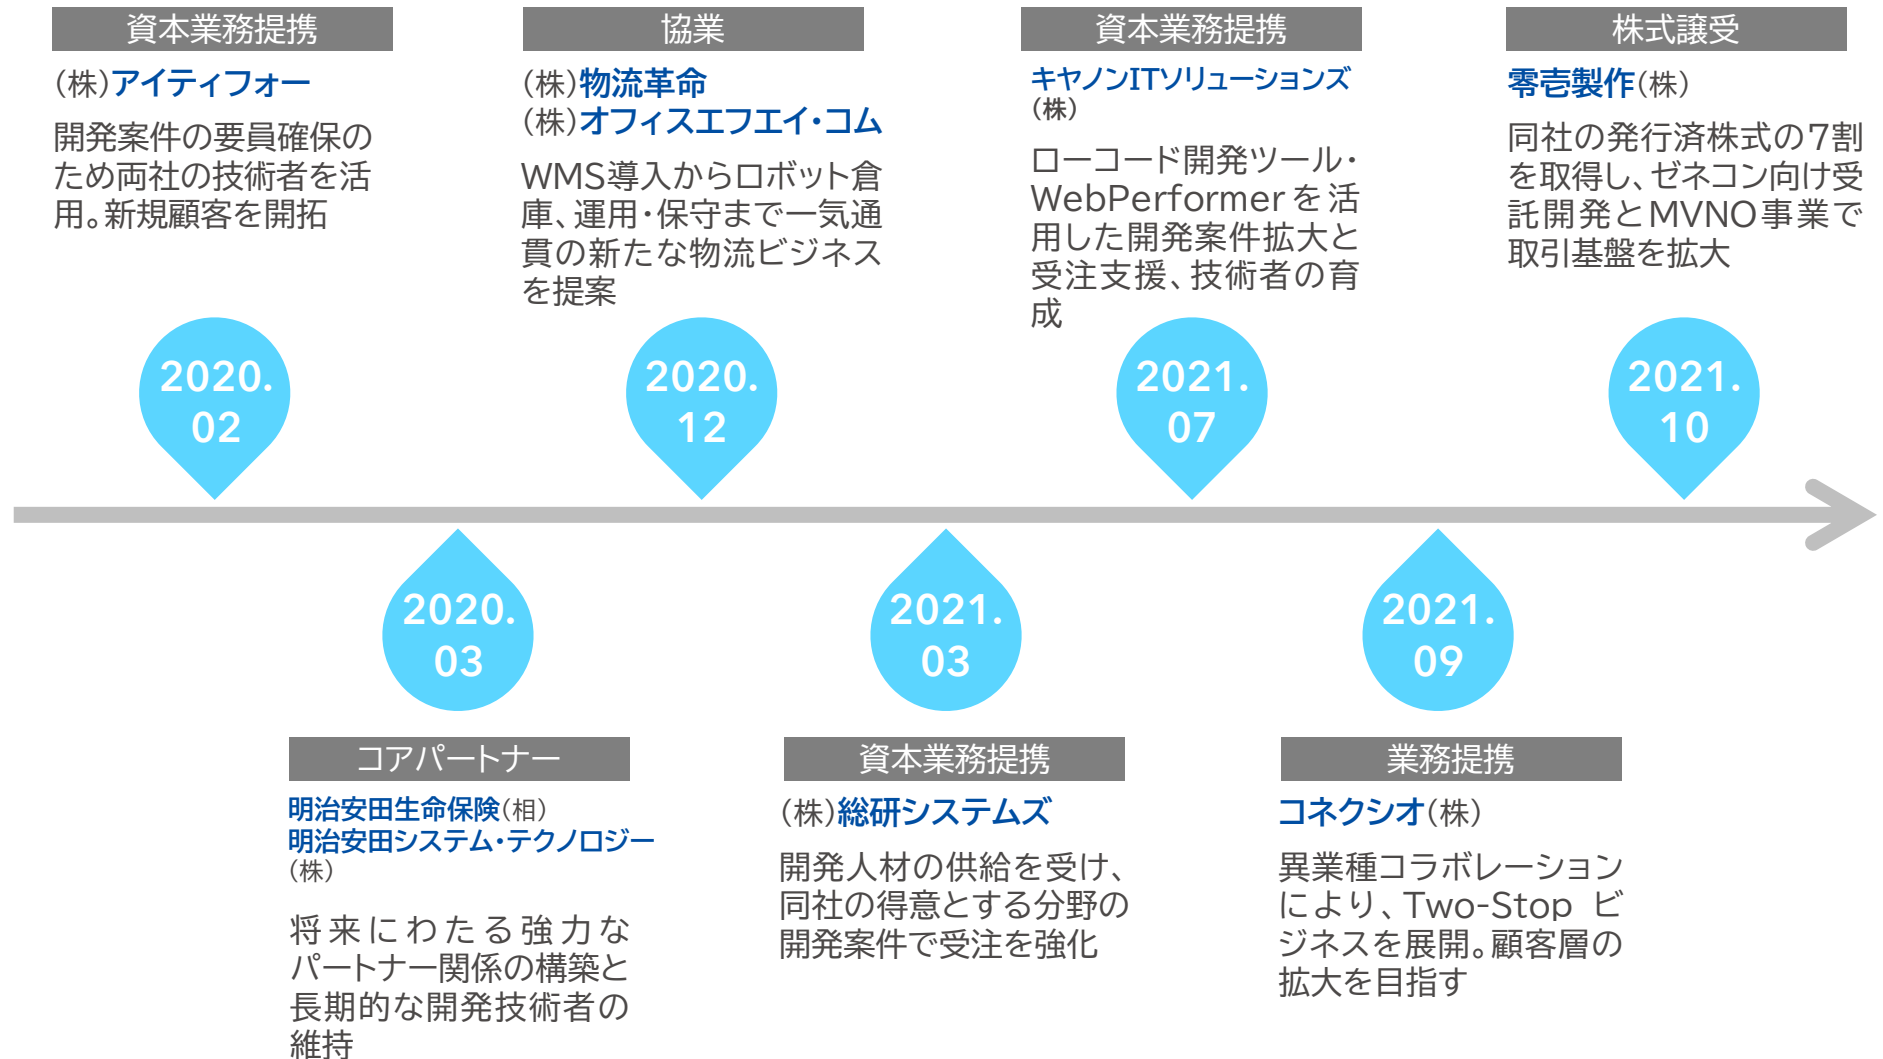 資本業務提携
(株)アイティフォー
開発案件の要員確保の
ため両社の技術者を活
用。新規顧客を開拓
2020.
02
コアパートナー
明治安田生命保険(相)
明治安田システム・テクノロジー
(株)
将来にわたる強力な
パートナー関係の構築と
長期的な開発技術者の
維持
2020.
03
協業
(株)物流革命
(株)オフィスエフエイ・コム
WMS導入からロボット倉
庫、運用・保守まで一気通
貫の新たな物流ビジネス
を提案
2020.
12
2021.
03
資本業務提携
(株)総研システムズ
開発人材の供給を受け、
同社の得意とする分野の
開発案件で受注を強化
資本業務提携
キヤノンITソリューションズ
(株)
ローコード開発ツール・
WebPerformerを活
用した開発案件拡大と
受注支援、技術者の育
成
2021.
07
2021.
09
業務提携
コネクシオ(株)
異業種コラボレーション
により、Two-Stop ビ
ジネスを展開。顧客層の
拡大を目指す
株式譲受
零壱製作(株)
同社の発行済株式の7割
を取得し、ゼネコン向け受
託開発とMVNO事業で
取引基盤を拡大
2021.
10